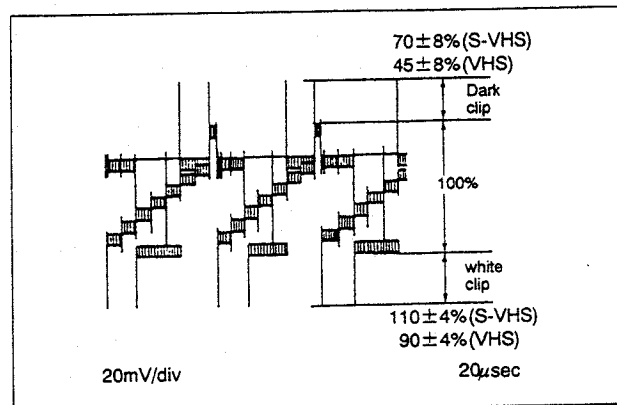 70±8%(S-VHS)
45±8%(VHS)
Dark
clip
100%
white
clip
110±4%(S-VHS)
90±4%(VHS)
20mV/div
20μsec